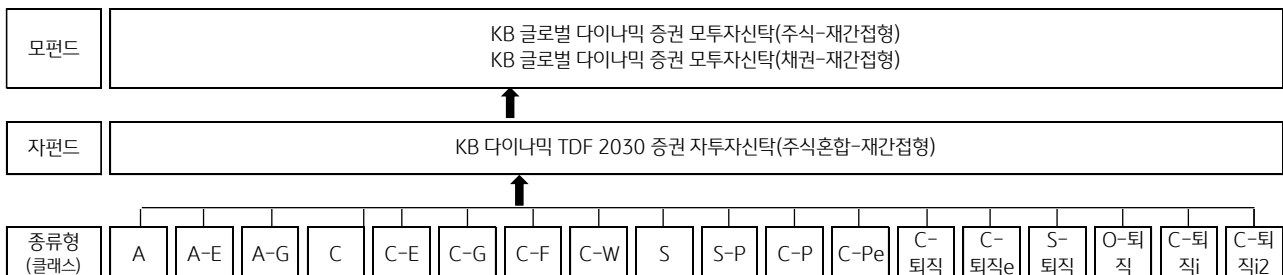 모펀드
KB 글로벌 다이나믹 증권 모투자신탁(주식-재간접형)
KB 글로벌 다이나믹 증권 모투자신탁(채권-재간접형)
자펀드
KB 다이나믹 TDF 2030 증권 자투자신탁(주식혼합-재간접형)
종류형
(클래스)
A
A-E
A-G
C
C-E
C-G
C-F
C-W
S
S-P
C-P
C-Pe
C-
퇴직
C-
퇴직e
S-
퇴직
O-퇴
직
C-퇴
직i
C-퇴
직i2